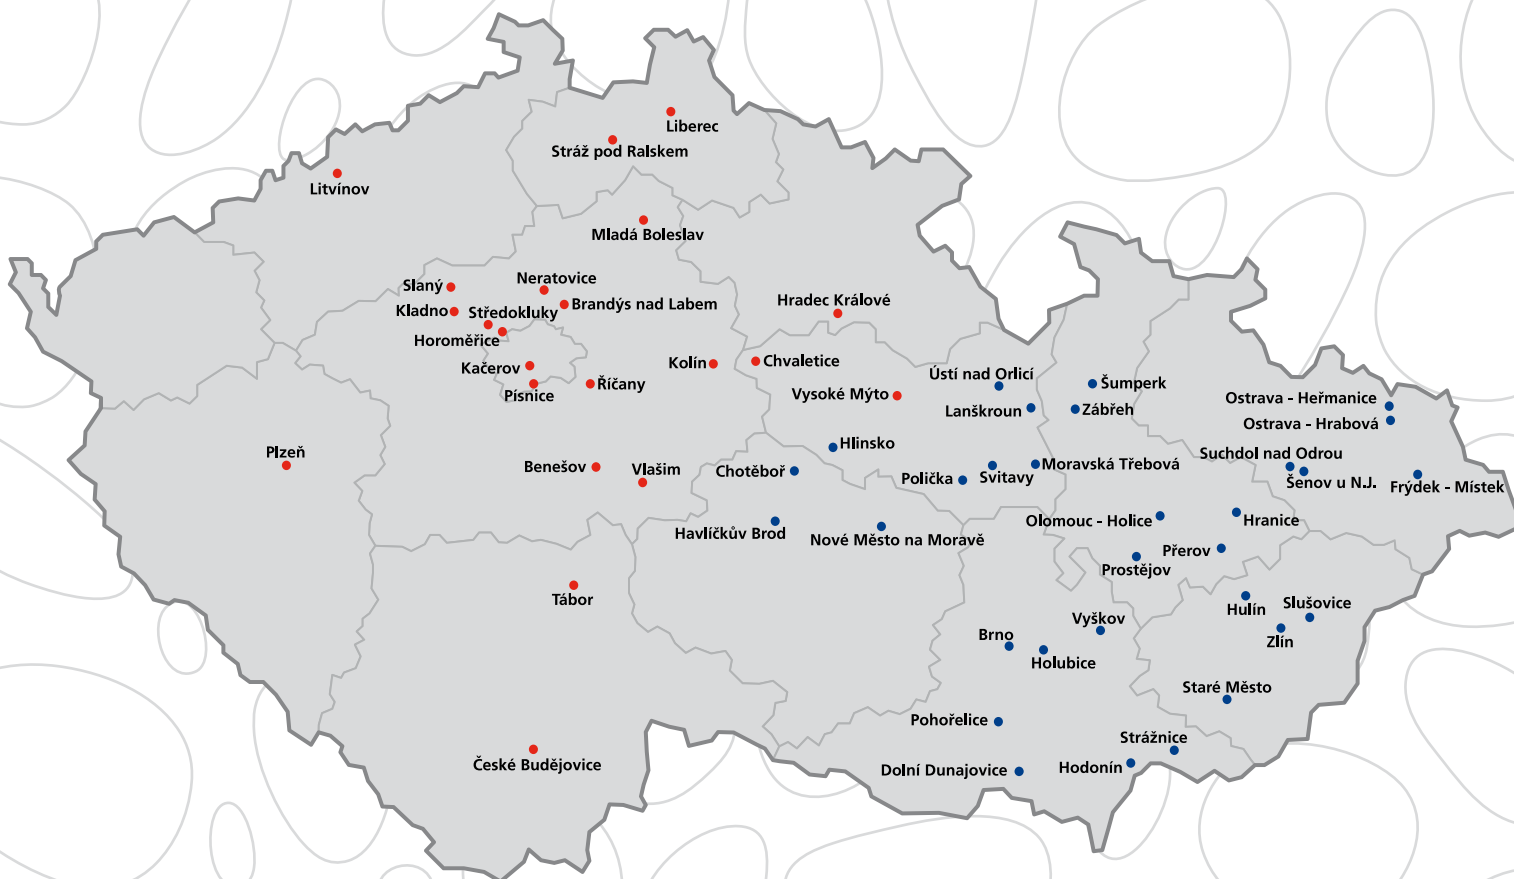 Liberec
Stráž pod Ralskem
Litvínov
Mladá Boleslav
Neratovice
Slaný
Brandýs nad Labem
Kladno
Středokluky
Hradec Králové
Horoměřice
Kačerov
Kolín
Chvaletice
Písnice
Říčany
Vysoké Mýto
Ústí nad Orlicí
Šumperk
Lanškroun
Zábřeh
Ostrava - Heřmanice
Ostrava - Hrabová
Hlinsko
Plzeň
Benešov
Vlašim
Chotěboř
Polička
Svitavy
Moravská Třebová
Suchdol nad Odrou
Šenov u N.J.
Frýdek - Místek
Havlíčkův Brod
Nové Město na Moravě
Olomouc - Holice
Hranice
Přerov
Prostějov
Tábor
Hulín
Slušovice
Vyškov
Brno
Zlín
Holubice
Staré Město
Pohořelice
Strážnice
České Budějovice
Dolní Dunajovice
Hodonín